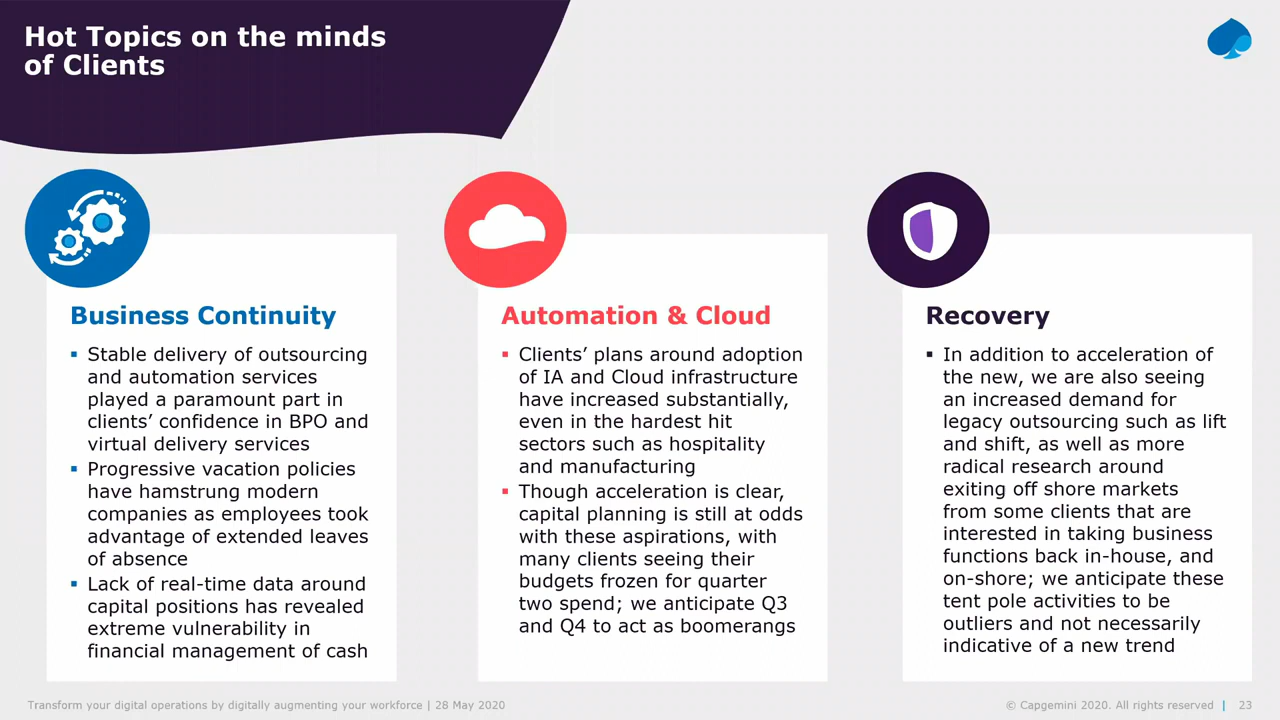 Hot Topics on the minds
of Clients
Business Continuity
▪ Stable delivery of outsourcing
and automation services
played a paramount part in
clients’ confidence in BPO and
virtual delivery services
▪ Progressive vacation policies
have hamstrung modern
companies as employees took
advantage of extended leaves
of absence
▪ Lack of real-time data around
capital positions has revealed
extreme vulnerability in
financial management of cash
Automation & Cloud
▪ Clients’ plans around adoption
of IA and Cloud infrastructure
have increased substantially,
even in the hardest hit
sectors such as hospitality
and manufacturing
▪ Though acceleration is clear,
capital planning is still at odds
with these aspirations, with
many clients seeing their
budgets frozen for quarter
two spend; we anticipate Q3
and Q4 to act as boomerangs
Recovery
▪ In addition to acceleration of
the new, we are also seeing
an increased demand for
legacy outsourcing such as lift
and shift, as well as more
radical research around
exiting off shore markets
from some clients that are
interested in taking business
functions back in-house, and
on-shore; we anticipate these
tent pole activities to be
outliers and not necessarily
indicative of a new trend
Transform your digital operations by digitally augmenting your workforce | 28 May 2020
© Capgemini 2020. All rights reserved | 23